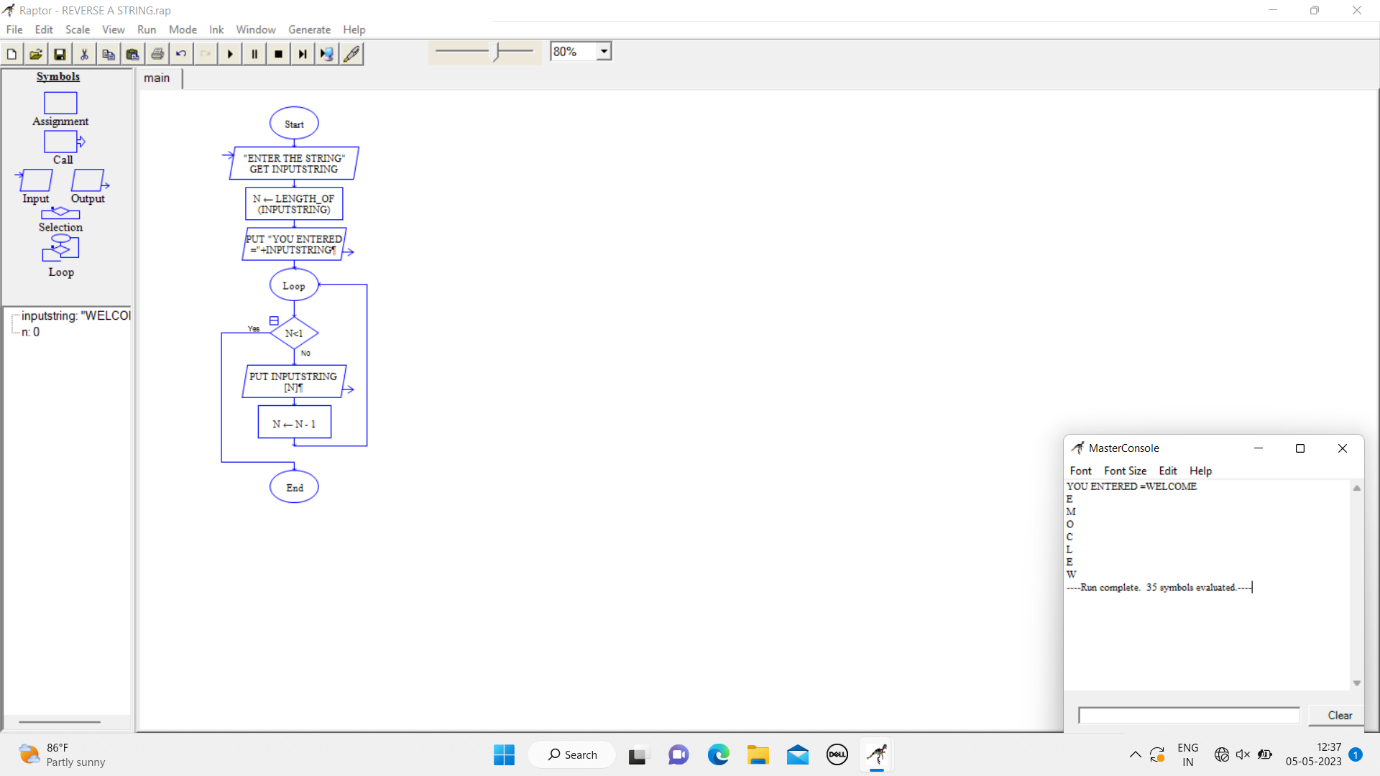 Raptor - REVERSE A STRING.rap
File Edit Scale View Run Mode Ink Window Generate Help
80%
Symbols
Assignment
Call
Input Output
Selection
Loop
inputstring: "WELCO
n: 0
main
Start
"ENTER THE STRING"
GET INPUTSTRING
N ← LENGTH_OF
(INPUTSTRING)
PUT "YOU ENTERED
="+INPUTSTRING¶
Loop
Yes
N<1
No
PUT INPUTSTRING
[N]¶
N ← N - 1
End
MasterConsole
Font Font Size Edit Help
YOU ENTERED =WELCOME
E
M
O
C
L
E
W
----Run complete. 35 symbols evaluated.----
Clear
86°F
Partly sunny
Search
DELL
ENG
IN
12:37
05-05-2023
1